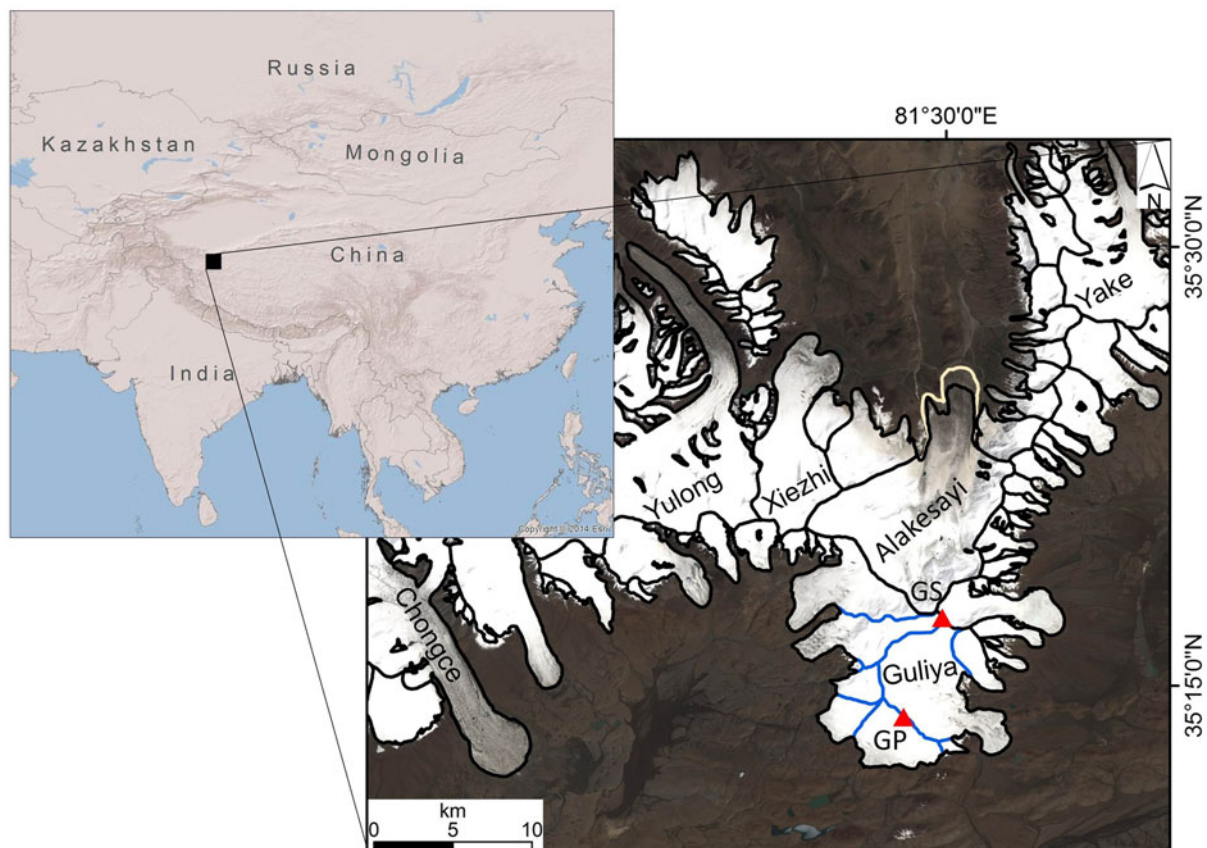 Russia
Kazakhstan
Mongolia
China
India
Copyright © 2014 Esri
81°30'0"E
N
35°30'0"N
Yake
Yulong
Xiezhi
Alakesayi
GS
Chongce
Guliya
35°15'0"N
GP
km
0 5 10